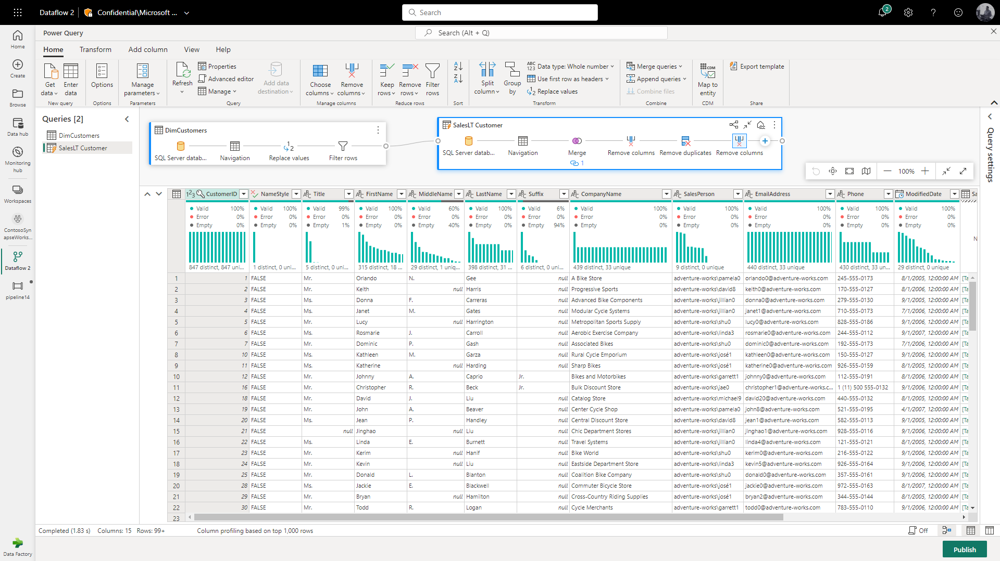 Dataflow 2 Confidential\Microsoft ... Search 2
Power Query Search (Alt + Q)
Home Transform Add column View Help
Get data Enter data New query
Options Options
Manage parameters Parameters
Refresh Properties Advanced editor Manage Add data destination Query
Choose columns Remove columns Manage columns
Keep rows Remove rows Filter rows Reduce rows
Sort
Split column Group by Data type: Whole number Use first row as headers Replace values Transform
Merge queries Append queries Combine files Combine
Map to entity CDM
Export template Share
Home
Create
Browse
Data hub
Monitoring hub
Workspaces
ContosoSyn apseWorks...
Dataflow 2
pipeline14
Data Factory
Queries [2]
DimCustomers
SalesLT Customer
DimCustomers
SQL Server datab... Navigation Replace values Filter rows
SalesLT Customer
SQL Server datab... Navigation Merge Remove columns Remove duplicates Remove columns
1
100%
Query settings
CustomerID NameStyle Title FirstName MiddleName LastName Suffix CompanyName SalesPerson EmailAddress Phone ModifiedDate Sa
Valid 100% Valid 100% Valid 99% Valid 100% Valid 60% Valid 100% Valid 6% Valid 100% Valid 100% Valid 100% Valid 100% Valid 100%
Error 0% Error 0% Error 0% Error 0% Error 0% Error 0% Error 0% Error 0% Error 0% Error 0% Error 0% Error 0%
Empty 0% Empty 0% Empty 1% Empty 0% Empty 40% Empty 0% Empty 94% Empty 0% Empty 0% Empty 0% Empty 0% Empty 0%
847 distinct, 847 uni... 1 distinct, 0 uni... 5 distinct, 0 uni... 315 distinct, 18 ... 29 distinct, 1 uniq... 398 distinct, 31 ... 6 distinct, 0 uni... 439 distinct, 33 unique 9 distinct, 0 unique 440 distinct, 33 unique 430 distinct, 33 un... 29 distinct, 0 unique
1 1 FALSE Mr. Orlando N. Gee null A Bike Store adventure-works\pamela0 orlando0@adventure-works.com 245-555-0173 8/1/2005, 12:00:00 AM [Ta
2 2 FALSE Mr. Keith null Harris null Progressive Sports adventure-works\david8 keith0@adventure-works.com 170-555-0127 8/1/2006, 12:00:00 AM [Ta
3 3 FALSE Ms. Donna F. Carreras null Advanced Bike Components adventure-works\jillian0 donna0@adventure-works.com 279-555-0130 9/1/2005, 12:00:00 AM [Ta
4 4 FALSE Ms. Janet M. Gates null Modular Cycle Systems adventure-works\jillian0 janet1@adventure-works.com 710-555-0173 7/1/2006, 12:00:00 AM [Ta
5 5 FALSE Mr. Lucy null Harrington null Metropolitan Sports Supply adventure-works\shu0 lucy0@adventure-works.com 828-555-0186 9/1/2006, 12:00:00 AM [Ta
6 6 FALSE Ms. Rosmarie J. Carroll null Aerobic Exercise Company adventure-works\linda3 rosmarie0@adventure-works.com 244-555-0112 9/1/2007, 12:00:00 AM [Ta
7 7 FALSE Mr. Dominic P. Gash null Associated Bikes adventure-works\shu0 dominic0@adventure-works.com 192-555-0173 7/1/2006, 12:00:00 AM [Ta
8 10 FALSE Ms. Kathleen M. Garza null Rural Cycle Emporium adventure-works\josé1 kathleen0@adventure-works.com 150-555-0127 9/1/2006, 12:00:00 AM [Ta
9 11 FALSE Ms. Katherine null Harding null Sharp Bikes adventure-works\josé1 katherine0@adventure-works.com 926-555-0159 8/1/2005, 12:00:00 AM [Ta
10 12 FALSE Mr. Johnny A. Caprio Jr. Bikes and Motorbikes adventure-works\garrett1 johnny0@adventure-works.com 112-555-0191 8/1/2006, 12:00:00 AM [Ta
11 16 FALSE Mr. Christopher R. Beck Jr. Bulk Discount Store adventure-works\jae0 christopher1@adventure-works.c... 1 (11) 500 555-0132 9/1/2006, 12:00:00 AM [Ta
12 18 FALSE Mr. David J. Liu null Catalog Store adventure-works\michael9 david20@adventure-works.com 440-555-0132 8/1/2005, 12:00:00 AM [Ta
13 19 FALSE Mr. John A. Beaver null Center Cycle Shop adventure-works\pamela0 john8@adventure-works.com 521-555-0195 4/1/2007, 12:00:00 AM [Ta
14 20 FALSE Ms. Jean P. Handley null Central Discount Store adventure-works\david8 jean1@adventure-works.com 582-555-0113 9/1/2005, 12:00:00 AM [Ta
15 21 FALSE null Jinghao null Liu null Chic Department Stores adventure-works\jillian0 jinghao1@adventure-works.com 928-555-0116 9/1/2006, 12:00:00 AM [Ta
16 22 FALSE Ms. Linda E. Burnett null Travel Systems adventure-works\jillian0 linda4@adventure-works.com 121-555-0121 8/1/2005, 12:00:00 AM [Ta
17 23 FALSE Mr. Kerim null Hanif null Bike World adventure-works\shu0 kerim0@adventure-works.com 216-555-0122 9/1/2006, 12:00:00 AM [Ta
18 24 FALSE Mr. Kevin null Liu null Eastside Department Store adventure-works\linda3 kevin5@adventure-works.com 926-555-0164 9/1/2006, 12:00:00 AM [Ta
19 25 FALSE Mr. Donald L. Blanton null Coalition Bike Company adventure-works\shu0 donald0@adventure-works.com 357-555-0161 9/1/2006, 12:00:00 AM [Ta
20 28 FALSE Ms. Jackie E. Blackwell null Commuter Bicycle Store adventure-works\josé1 jackie0@adventure-works.com 972-555-0163 8/1/2007, 12:00:00 AM [Ta
21 29 FALSE Mr. Bryan null Hamilton null Cross-Country Riding Supplies adventure-works\josé1 bryan2@adventure-works.com 344-555-0144 8/1/2005, 12:00:00 AM [Ta
22 30 FALSE Mr. Todd R. Logan null Cycle Merchants adventure-works\garrett1 todd0@adventure-works.com 783-555-0110 9/1/2006, 12:00:00 AM [Ta
23
Completed (1.83 s) Columns: 15 Rows: 99+ Column profiling based on top 1,000 rows Off
Publish